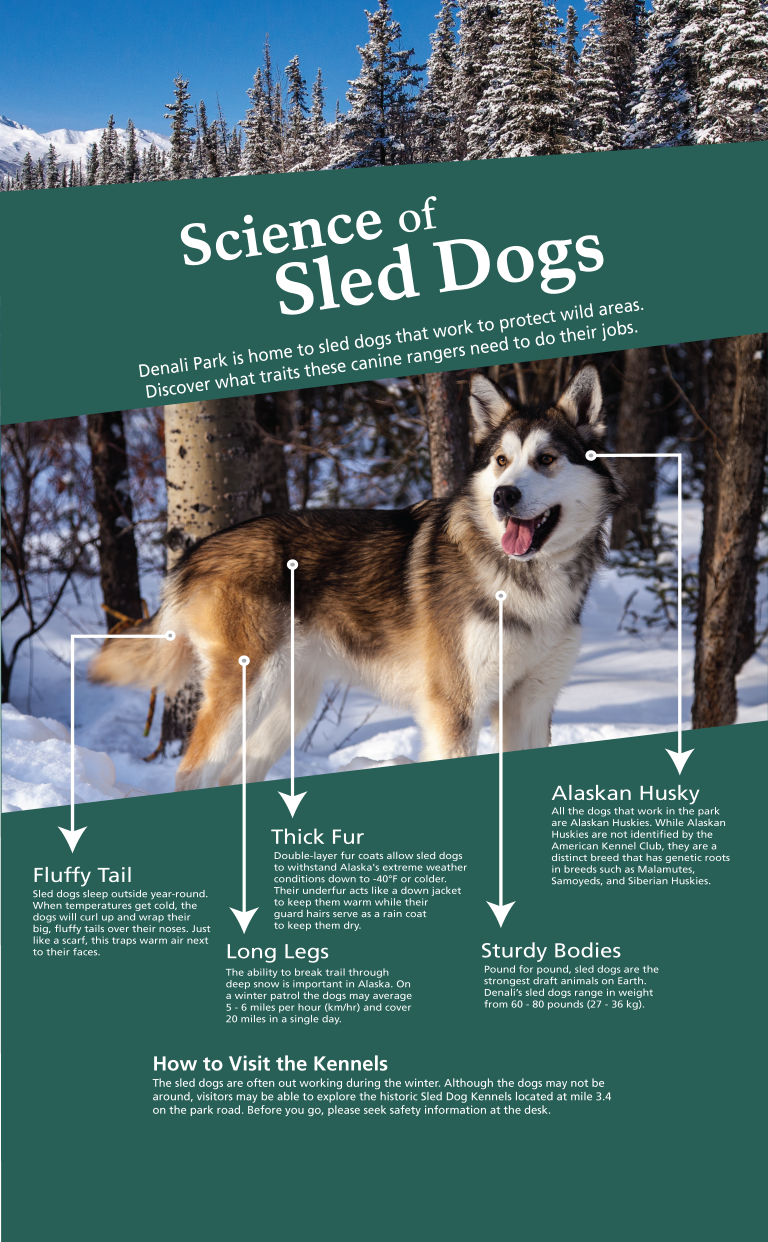 Science of
Sled Dogs
Denali Park is home to sled dogs that work to protect wild areas.
Discover what traits these canine rangers need to do their jobs.
Fluffy Tail
Sled dogs sleep outside year-round.
When temperatures get cold, the
dogs will curl up and wrap their
big, fluffy tails over their noses. Just
like a scarf, this traps warm air next
to their faces.
Long Legs
The ability to break trail through
deep snow is important in Alaska. On
a winter patrol the dogs may average
5 - 6 miles per hour (km/hr) and cover
20 miles in a single day.
Thick Fur
Double-layer fur coats allow sled dogs
to withstand Alaska's extreme weather
conditions down to -40°F or colder.
Their underfur acts like a down jacket
to keep them warm while their
guard hairs serve as a rain coat
to keep them dry.
Sturdy Bodies
Pound for pound, sled dogs are the
strongest draft animals on Earth.
Denali's sled dogs range in weight
from 60 - 80 pounds (27 - 36 kg).
Alaskan Husky
All the dogs that work in the park
are Alaskan Huskies. While Alaskan
Huskies are not identified by the
American Kennel Club, they are a
distinct breed that has genetic roots
in breeds such as Malamutes,
Samoyeds, and Siberian Huskies.
How to Visit the Kennels
The sled dogs are often out working during the winter. Although the dogs may not be
around, visitors may be able to explore the historic Sled Dog Kennels located at mile 3.4
on the park road. Before you go, please seek safety information at the desk.